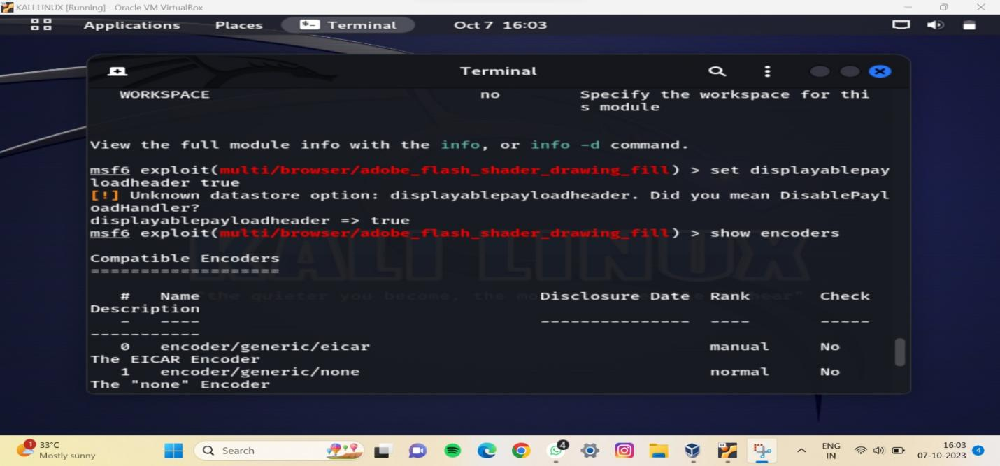 KALI LINUX [Running] - Oracle VM VirtualBox
Applications Places Terminal Oct 7 16:03
Terminal
WORKSPACE no Specify the workspace for thi
s module
View the full module info with the info, or info -d command.
msf6 exploit(multi/browser/adobe_flash_shader_drawing_fill) > set displayablepay
loadheader true
[!] Unknown datastore option: displayablepayloadheader. Did you mean DisablePayl
oadHandler?
displayablepayloadheader => true
msf6 exploit(multi/browser/adobe_flash_shader_drawing_fill) > show encoders
KALI LINUX
Compatible Encoders
===================
"the quieter you become, the mo
# Name Disclosure Date Rank Check
Description
- ---- --------------- ---- -----
-----------
0 encoder/generic/eicar manual No
The EICAR Encoder
1 encoder/generic/none normal No
The "none" Encoder
1
33°C
Mostly sunny
Search
4
ENG
IN
16:03
07-10-2023
4